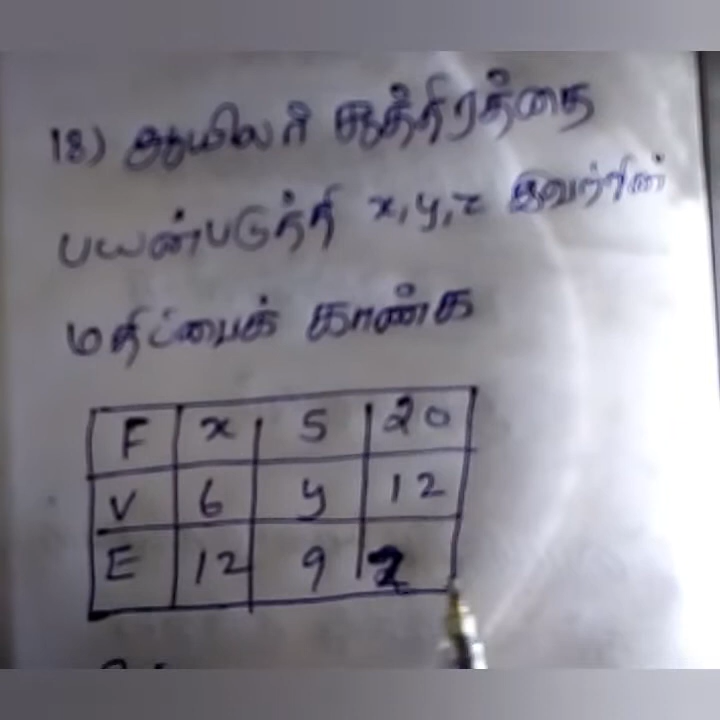 18) ஆயிலர் சூத்திரத்தை
பயன்படுத்தி x, y, z இவற்றின்
மதிப்பைக் காண்க
F x 5 20
V 6 y 12
E 12 9 z